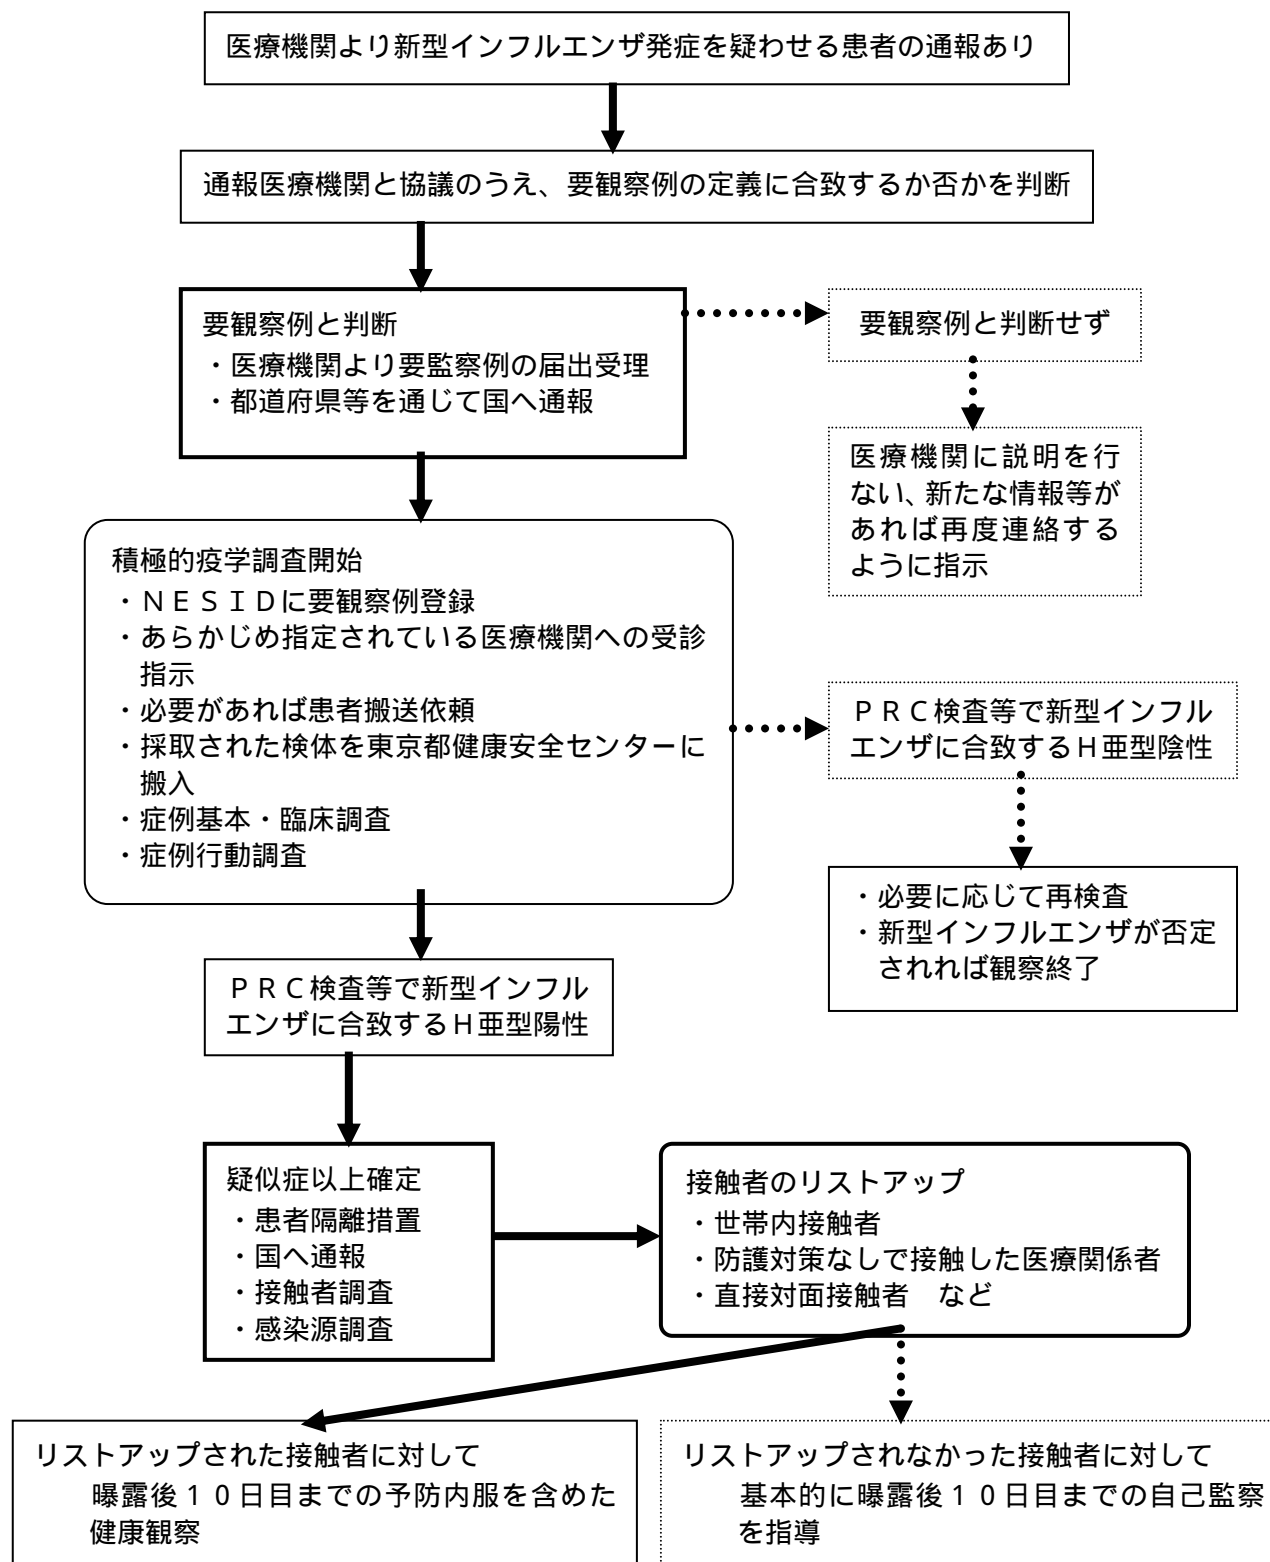 医療機関より新型インフルエンザ発症を疑わせる患者の通報あり
通報医療機関と協議のうえ、要観察例の定義に合致するか否かを判断
要観察例と判断
・医療機関より要監察例の届出受理
・都道府県等を通じて国へ通報
要観察例と判断せず
医療機関に説明を行
ない、新たな情報等が
あれば再度連絡する
ように指示
積極的疫学調査開始
・ＮＥＳＩＤに要観察例登録
・あらかじめ指定されている医療機関への受診
指示
・必要があれば患者搬送依頼
・採取された検体を東京都健康安全センターに
搬入
・症例基本・臨床調査
・症例行動調査
ＰＲＣ検査等で新型インフル
エンザに合致するＨ亜型陰性
・必要に応じて再検査
・新型インフルエンザが否定
されれば観察終了
ＰＲＣ検査等で新型インフル
エンザに合致するＨ亜型陽性
疑似症以上確定
・患者隔離措置
・国へ通報
・接触者調査
・感染源調査
接触者のリストアップ
・世帯内接触者
・防護対策なしで接触した医療関係者
・直接対面接触者　など
リストアップされた接触者に対して
曝露後１０日目までの予防内服を含めた
健康観察
リストアップされなかった接触者に対して
基本的に曝露後１０日目までの自己監察
を指導